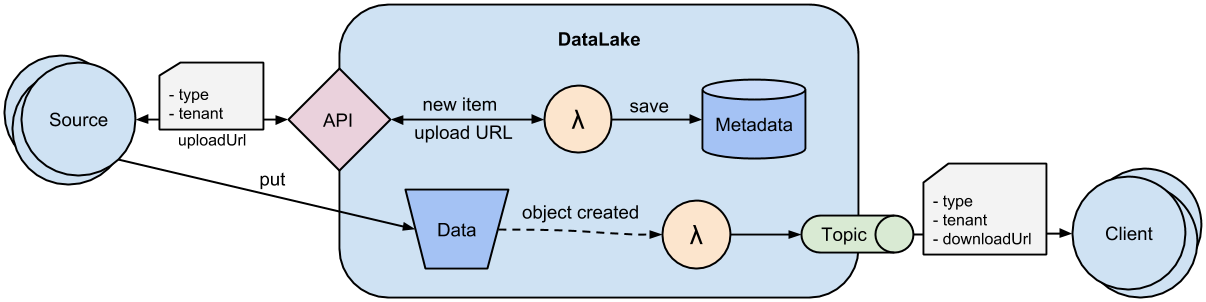 DataLake
Source
- type
- tenant
uploadUrl
API
new item
upload URL
λ
save
Metadata
put
Data
object created
λ
Topic
- type
- tenant
- downloadUrl
Client